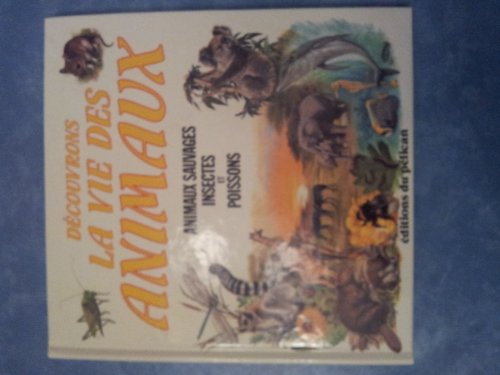 DÉCOUVRONS
LA VIE DES
ANIMAUX
ANIMAUX SAUVAGES
INSECTES
ET
POISSONS
éditions du pélican